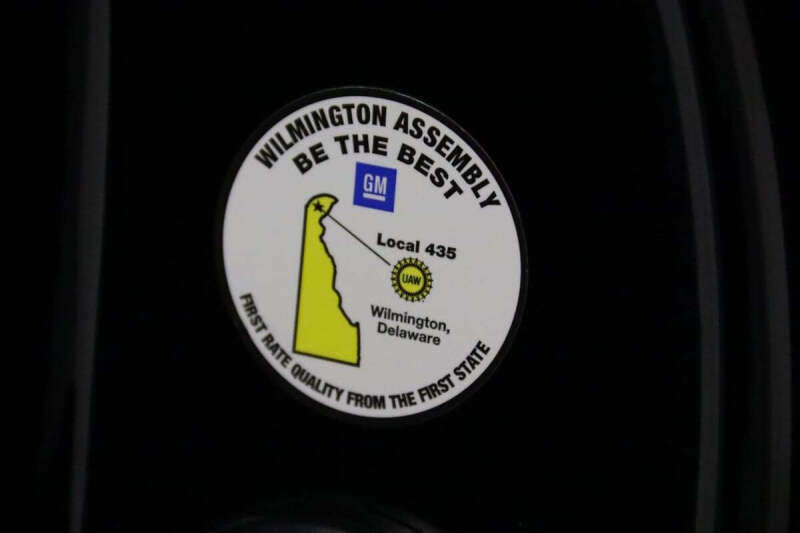 WILMINGTON ASSEMBLY
BE THE BEST
GM
Local 435
UAW
Wilmington,
Delaware
FIRST RATE QUALITY FROM THE FIRST STATE